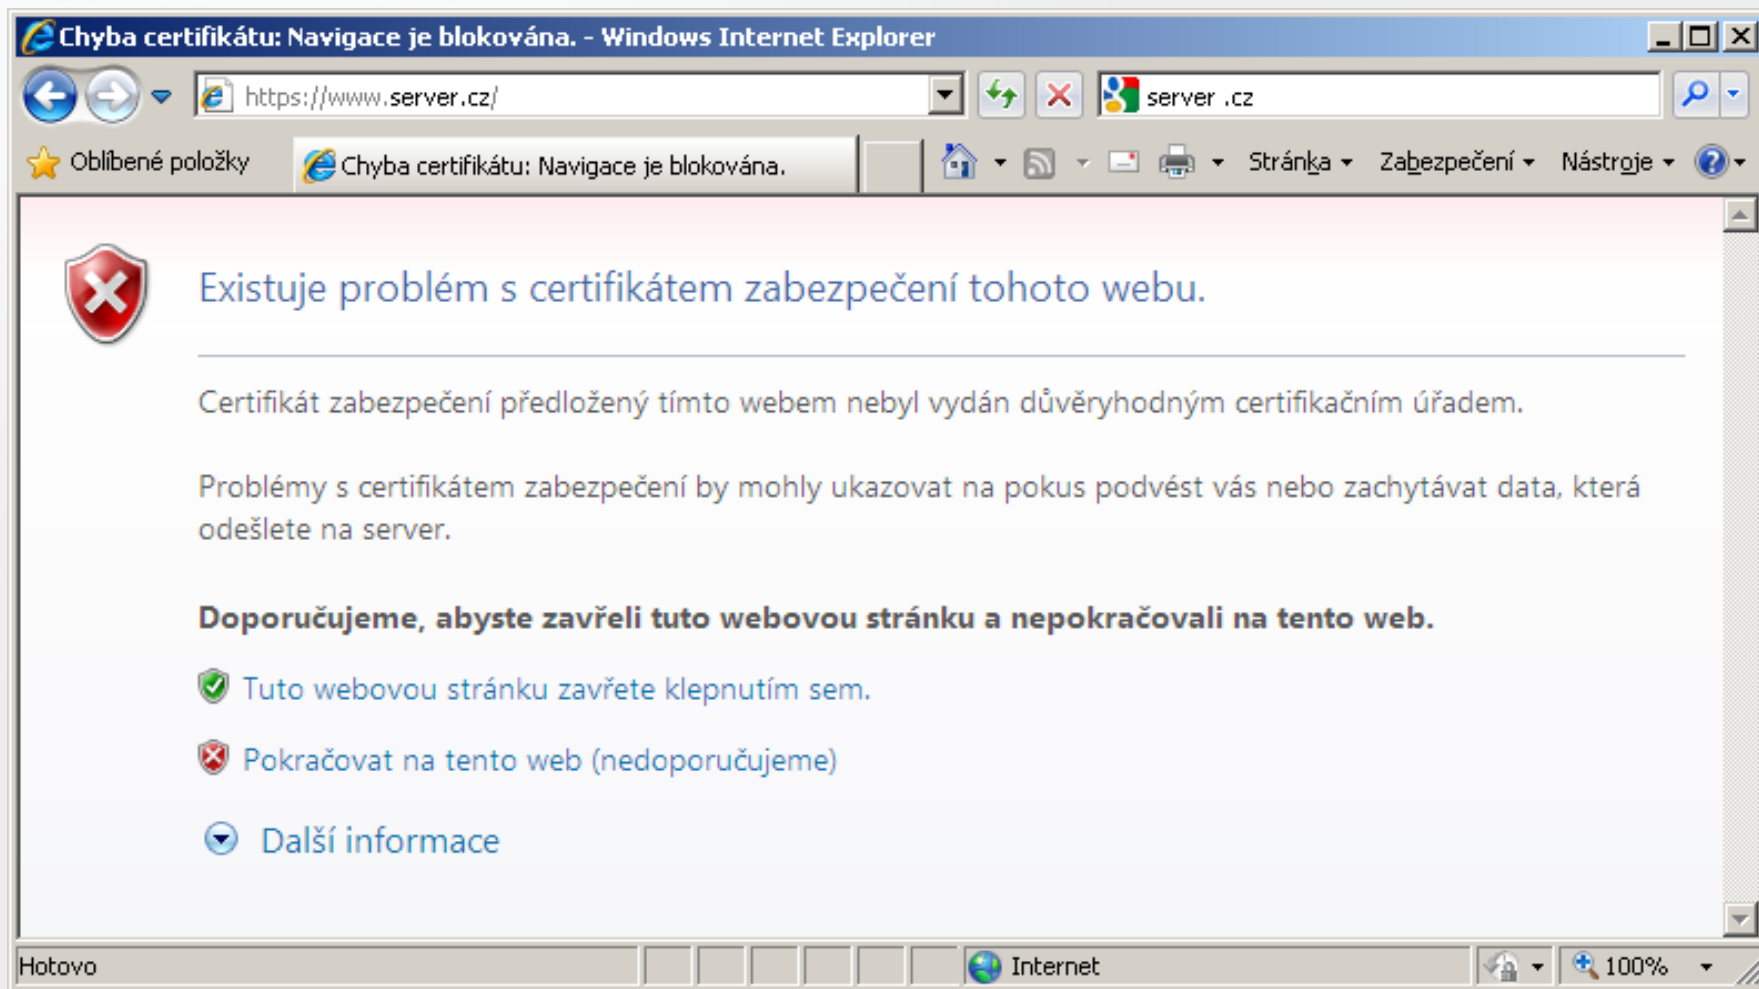 Chyba certifikátu: Navigace je blokována. - Windows Internet Explorer
https://www.server.cz/
server .cz
Oblíbené položky
Chyba certifikátu: Navigace je blokována.
Stránka
Zabezpečení
Nástroje
Existuje problém s certifikátem zabezpečení tohoto webu.
Certifikát zabezpečení předložený tímto webem nebyl vydán důvěryhodným certifikačním úřadem.
Problémy s certifikátem zabezpečení by mohly ukazovat na pokus podvést vás nebo zachytávat data, která
odešlete na server.
Doporučujeme, abyste zavřeli tuto webovou stránku a nepokračovali na tento web.
Tuto webovou stránku zavřete klepnutím sem.
Pokračovat na tento web (nedoporučujeme)
Další informace
Hotovo
Internet
100%